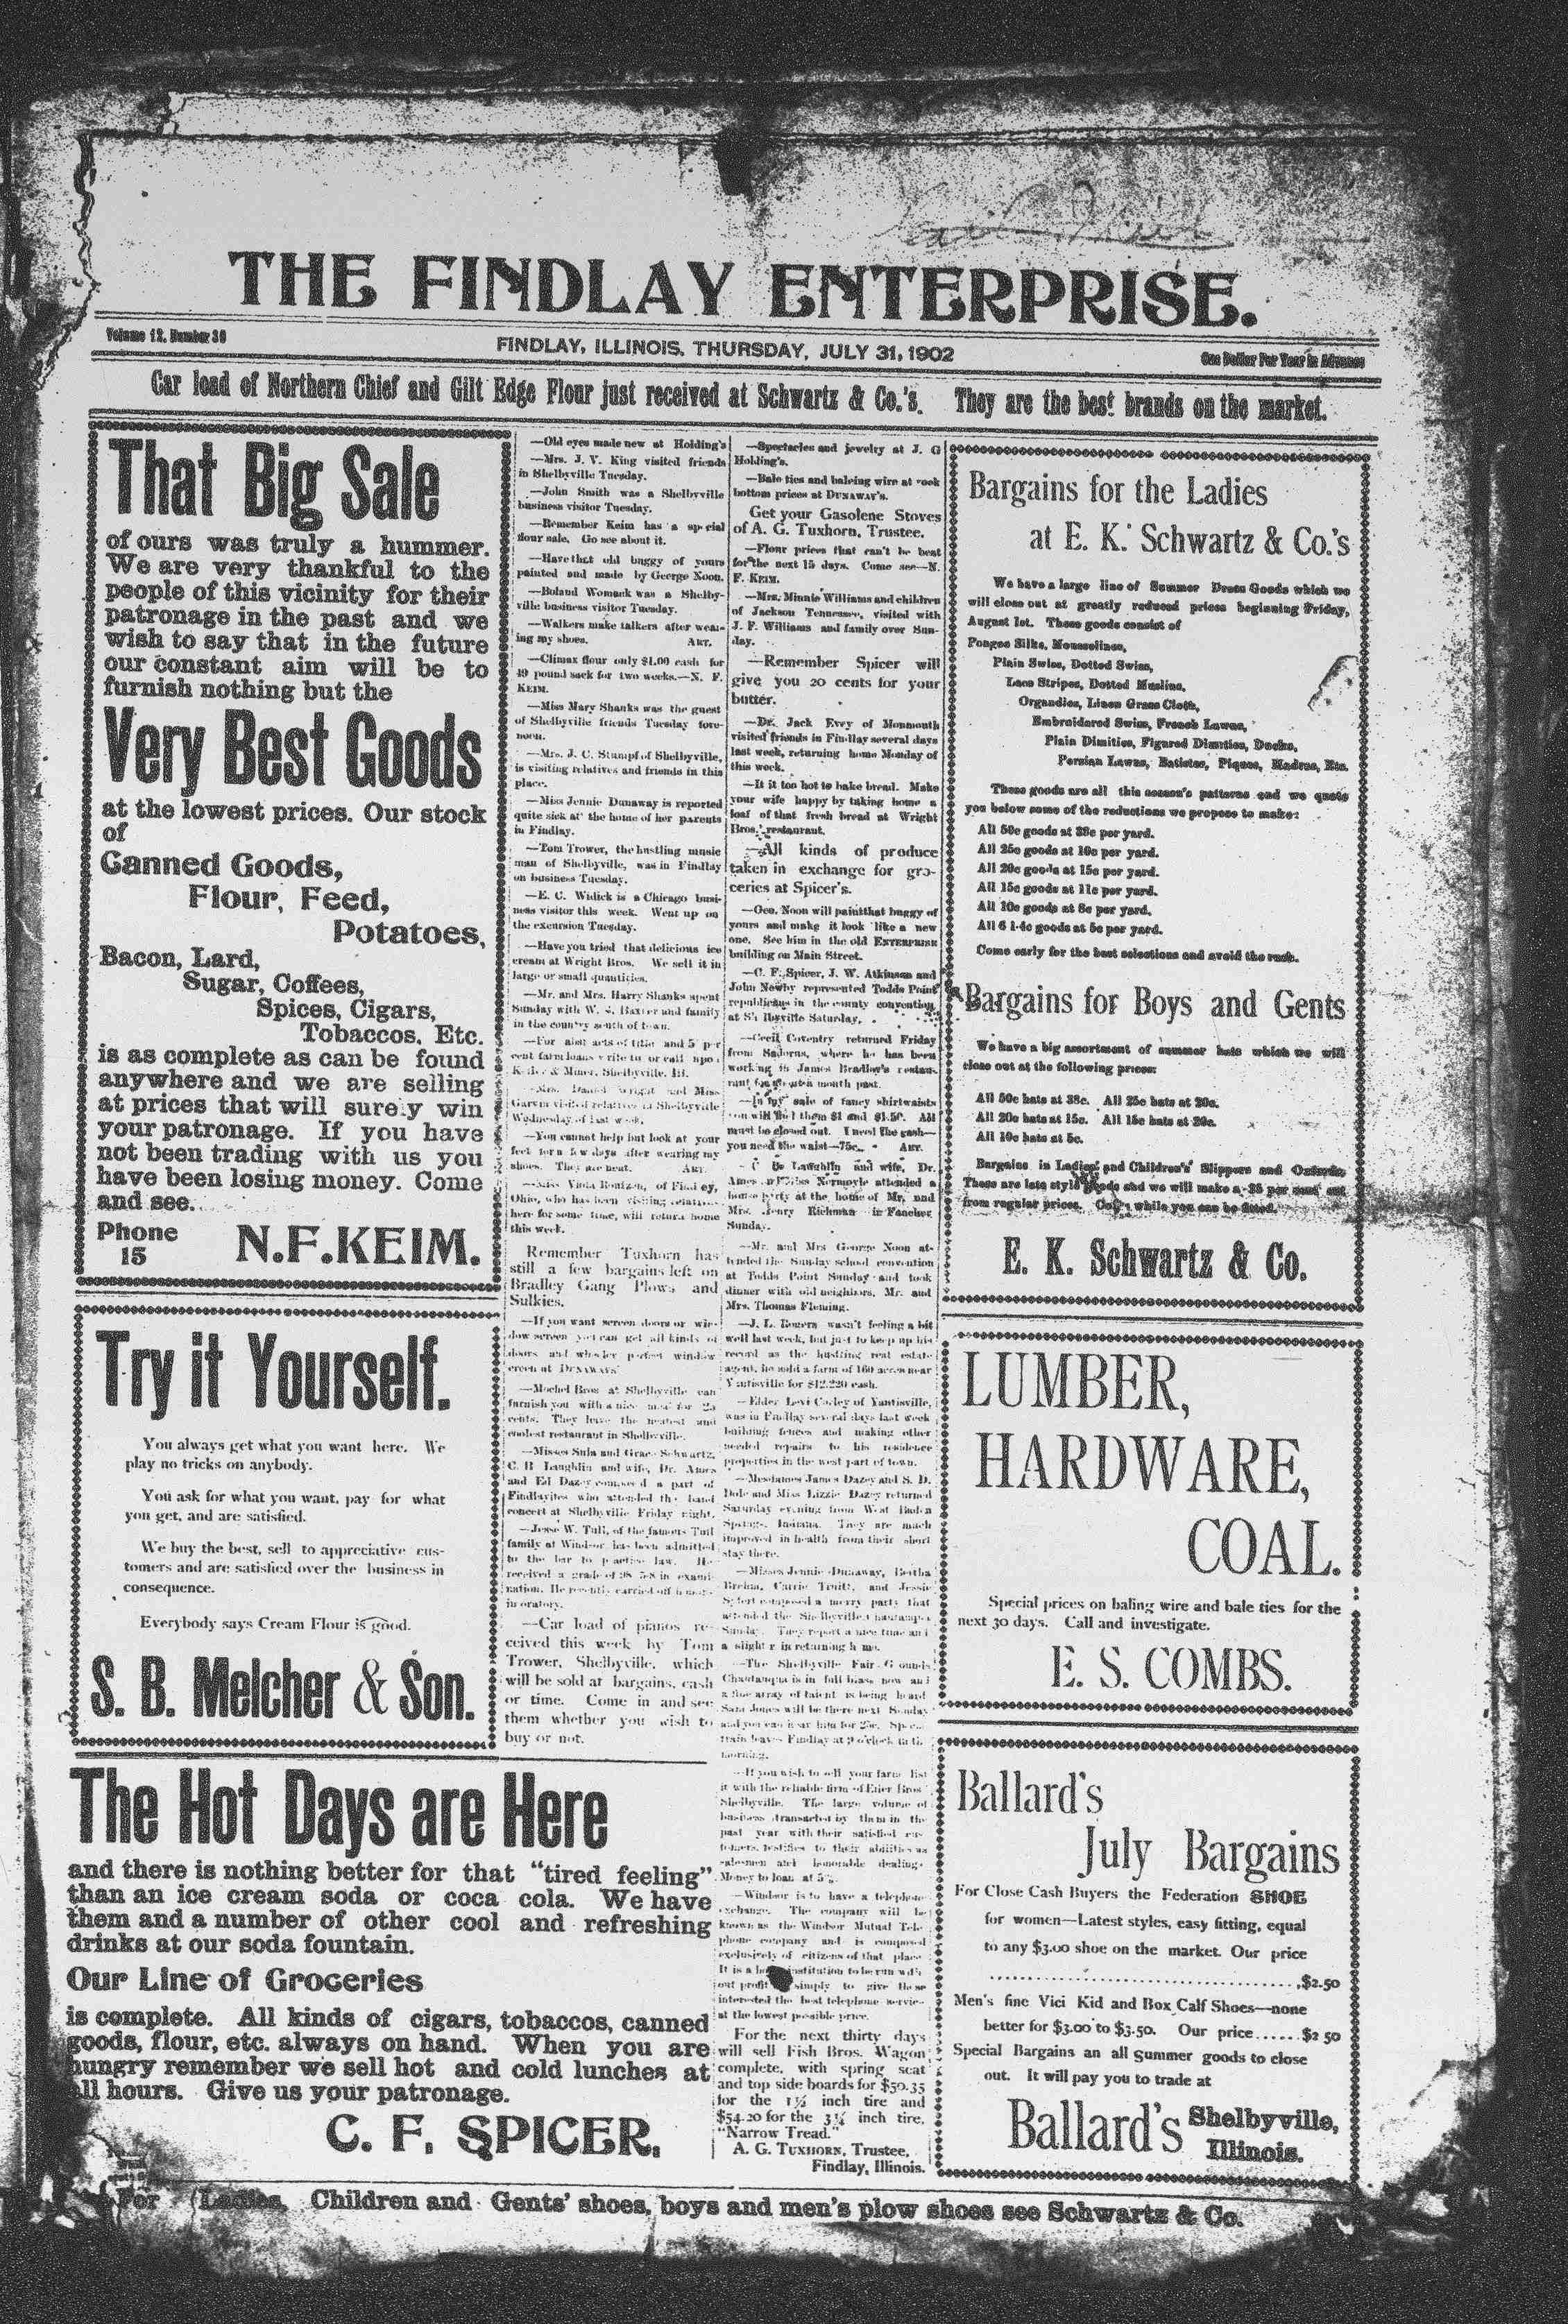 THE FINDLAY ENTERPRISE.
Volume 12. Number 36
FINDLAY, ILLINOIS, THURSDAY, JULY 31, 1902
One Dollar Per Year in Advance
Car load of Northern Chief and Gilt Edge Flour just received at Schwartz & Co.'s. They are the best brands on the market.
That Big Sale
of ours was truly a hummer.
We are very thankful to the
people of this vicinity for their
patronage in the past and we
wish to say that in the future
our constant aim will be to
furnish nothing but the
Very Best Goods
at the lowest prices. Our stock
of
Canned Goods,
Flour, Feed,
Potatoes,
Bacon, Lard,
Sugar, Coffees,
Spices, Cigars,
Tobaccos, Etc.
is as complete as can be found
anywhere and we are selling
at prices that will surely win
your patronage. If you have
not been trading with us you
have been losing money. Come
and see.
Phone
15
N.F.KEIM.
Try it Yourself.
You always get what you want here. We
play no tricks on anybody.
You ask for what you want, pay for what
you get, and are satisfied.
We buy the best, sell to appreciative cus-
tomers and are satisfied over the business in
consequence.
Everybody says Cream Flour is good.
S. B. Melcher & Son.
The Hot Days are Here
and there is nothing better for that "tired feeling"
than an ice cream soda or coca cola. We have
them and a number of other cool and refreshing
drinks at our soda fountain.
Our Line of Groceries
is complete. All kinds of cigars, tobaccos, canned
goods, flour, etc. always on hand. When you are
hungry remember we sell hot and cold lunches at
all hours. Give us your patronage.
C. F. SPICER.
—Old eyes made new at Holding's
—Mrs. J. V. King visited friends
in Shelbyville Tuesday.
—John Smith was a Shelbyville
business visitor Tuesday.
—Remember Keim has a special
flour sale. Go see about it.
—Have that old buggy of yours
painted and made by George Noon.
—Boland Womack was a Shelby-
ville business visitor Tuesday.
—Walkers make talkers after wear-
ing my shoes. ART.
—Climax flour only $1.00 cash for
49 pound sack for two weeks.—N. F.
KEIM.
—Miss Mary Shanks was the guest
of Shelbyville friends Tuesday fore-
noon.
—Mrs. J. C. Stumpf of Shelbyville,
is visiting relatives and friends in this
place.
—Miss Jennie Dunaway is reported
quite sick at the home of her parents
in Findlay.
—Tom Trower, the hustling music
man of Shelbyville, was in Findlay
on business Tuesday.
—E. C. Widick is a Chicago busi-
ness visitor this week. Went up on
the excursion Tuesday.
—Have you tried that delicious ice
cream at Wright Bros. We sell it in
large or small quantities.
—Mr. and Mrs. Harry Shanks spent
Sunday with W. S. Baxter and family
in the country south of town.
—For abstracts of title and 5 per
cent farm loans write to or call upon
Shelbyville, Ill.
Wright and Miss
Garvin visited relatives in Shelbyville
Wednesday of last week.
—You cannot help but look at your
feet for a few days after wearing my
shoes. They are neat. ART.
—Miss Viola of Findley,
Ohio, who has been visiting relatives
here for some time, will return home
this week.
Remember Tuxhorn has
still a few bargains left on
Bradley Gang Plows and
Sulkies.
—If you want screen doors or win-
dow screen you can get all kinds of
doors and perfect window
screen at DUNAWAYS'
—Mochel Bros at Shelbyville can
furnish you with a nice meal for 25
cents. They have the neatest and
coolest restaurant in Shelbyville.
—Misses Sula and Grace Schwartz,
C. B. Laughlin and wife, Dr. Ames
and Ed Dazey composed a part of
Findlayites who attended the band
concert at Shelbyville Friday night.
—Jesse W. Tull, of the famous Tull
family at Windsor has been admitted
to the bar to practise law. He
received a grade of 98 in exami-
nation. He recently carried off honors
in oratory.
—Car load of pianos re-
ceived this week by Tom
Trower, Shelbyville, which
will be sold at bargains, cash
or time. Come in and see
them whether you wish to
buy or not.
—Spectacles and jewelry at J. G
Holding's.
—Bale ties and baleing wire at rock
bottom prices at DUNAWAY'S.
Get your Gasolene Stoves
of A. G. Tuxhorn, Trustee.
—Flour prices that can't be beat
for the next 15 days. Come see—N.
F. KEIM.
—Mrs. Minnie Williams and children
of Jackson Tennessee, visited with
J. F. Williams and family over Sun-
day.
—Remember Spicer will
give you 20 cents for your
butter.
—Dr. Jack Evey of Monmouth
visited friends in Findlay several days
last week, returning home Monday of
this week.
—It it too hot to bake bread. Make
your wife happy by taking home a
loaf of that fresh bread at Wright
Bros.' restaurant.
—All kinds of produce
taken in exchange for gro-
ceries at Spicer's.
—Geo. Noon will paint that buggy of
yours and make it look like a new
one. See him in the old ENTERPRISE
building on Main Street.
—C. F. Spicer, J. W. Atkinson and
John Newby represented Todds Point
republicans in the county convention
at Shelbyville Saturday.
—Cecil Coventry returned Friday
from Sadorus, where he has been
working in James Bradley's restau-
rant for about a month past.
—In my sale of fancy shirtwaists
you will find them $1 and $1.50. All
must be closed out. I need the cash—
you need the waist—75c. ART.
Laughlin and wife, Dr.
Ames and Miss Normoyle attended a
house party at the home of Mr. and
Mrs. Henry Richman in Fancher
Sunday.
—Mr. and Mrs George Noon at-
tended the Sunday school convention
at Todds Point Sunday and took
dinner with old neighbors, Mr. and
Mrs. Thomas Fleming.
—J. L. Rogers wasn't feeling a bit
well last week, but just to keep up his
record as the hustling real estate
agent, he sold a farm of 160 acres near
Yantisville for $12,220 cash.
—Elder Levi Corley of Yantisville,
was in Findlay several days last week
building fences and making other
needed repairs to his residence
properties in the west part of town.
—Mesdames James Dazey and S. D.
Dole and Miss Lizzie Dazey returned
Saturday evening from West Baden
Springs, Indiana. They are much
improved in health from their short
stay there.
—Misses Jennie Dunaway, Bertha
Carrie Truitt, and Jessie
composed a merry party that
attended the Shelbyville chautauqua
Sunday. They report a nice time and
a slight in returning home.
—The Shelbyville Fair Grounds
Chautauqua is in full blast now and
a fine array of talent is being heard
Sam Jones will be there next Sunday
and you can hear him for 25c. Special
train leaves Findlay at 9 o'clock in the
morning.
—If you wish to sell your farm list
it with the reliable firm of Bros
Shelbyville. The large volume of
business transacted by them in the
past year with their satisfied cus-
tomers, testifies to their abilities as
salesmen and honorable dealings
Money to loan at 5%.
—Windsor is to have a telephone
exchange. The company will be
known as the Windsor Mutual Tele-
phone company and is composed
exclusively of citizens of that place
It is a home institution to be run with-
out profit simply to give those
interested the best telephone service
at the lowest possible price.
For the next thirty days
will sell Fish Bros. Wagon
complete, with spring seat
and top side boards for $50.35
for the 1½ inch tire and
$54.20 for the 3¼ inch tire.
"Narrow Tread."
A. G. TUXHORN, Trustee,
Findlay, Illinois.
Bargains for the Ladies
at E. K. Schwartz & Co.'s
We have a large line of Summer Dress Goods which we
will close out at greatly reduced prices beginning Friday,
August 1st. These goods consist of
Pongee Silks, Mousselines,
Plain Swiss, Dotted Swiss,
Lace Stripes, Dotted Muslins,
Organdies, Linen Grass Cloth,
Embroidered Swiss, French Lawns,
Plain Dimities, Figured Dimities, Ducks,
Persian Lawns, Batistes, Piques, Madras, Etc.
These goods are all this season's patterns and we quote
you below some of the reductions we propose to make:
All 50c goods at 38c per yard.
All 25c goods at 19c per yard.
All 20c goods at 15c per yard.
All 15c goods at 11c per yard.
All 10c goods at 8c per yard.
All 6 1-4c goods at 5c per yard.
Come early for the best selections and avoid the rush.
Bargains for Boys and Gents
We have a big assortment of summer hats which we will
close out at the following prices:
All 50c hats at 38c. All 25c hats at 20c.
All 20c hats at 15c. All 15c hats at
All 10c hats at 5c.
Bargains in Ladies' and Children's' Slippers and Oxfords
These are late style goods and we will make a 25 per cent cut
from regular prices. while you can be fitted.
E. K. Schwartz & Co.
LUMBER,
HARDWARE,
COAL.
Special prices on baling wire and bale ties for the
next 30 days. Call and investigate.
E. S. COMBS.
Ballard's
July Bargains
For Close Cash Buyers the Federation SHOE
for women—Latest styles, easy fitting, equal
to any $3.00 shoe on the market. Our price
.......................................$2.50
Men's fine Vici Kid and Box Calf Shoes—none
better for $3.00 to $3.50. Our price......$2 50
Special Bargains an all summer goods to close
out. It will pay you to trade at
Ballard's Shelbyville,
Illinois.
For Ladies, Children and Gents' shoes, boys and men's plow shoes see Schwartz & Co.